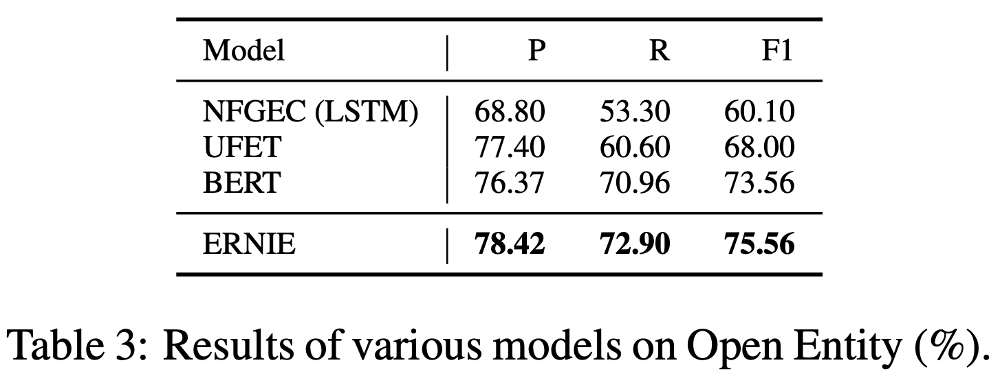 Model P R F1
NFGEC (LSTM) 68.80 53.30 60.10
UFET 77.40 60.60 68.00
BERT 76.37 70.96 73.56
ERNIE 78.42 72.90 75.56
Table 3: Results of various models on Open Entity (%).